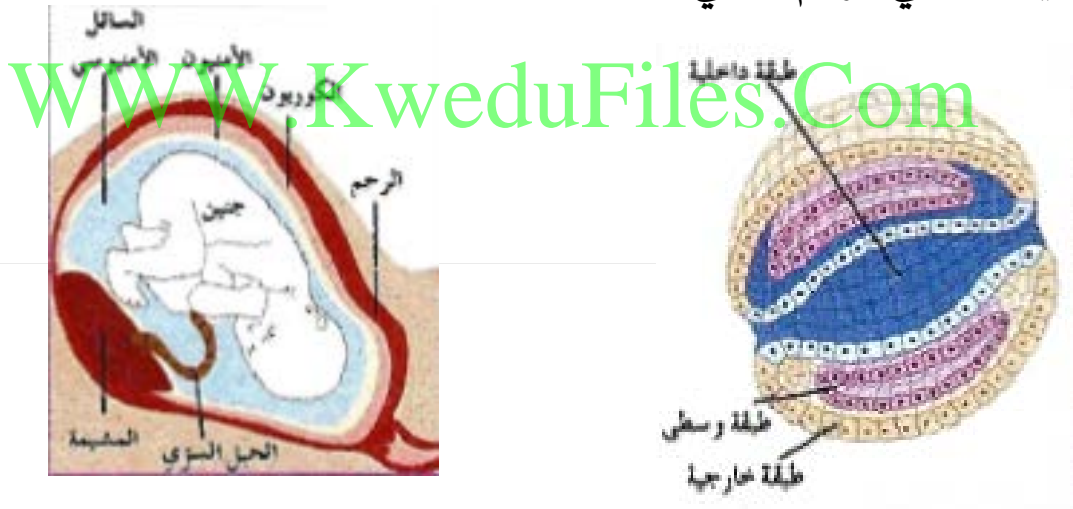 السائل
الأمنيوسي
الأمنيون
الكوريون
الرحم
جنين
المشيمة
الحبل السري
WWW.KweduFiles.Com
طبقة داخلية
طبقة وسطى
طبقة خارجية